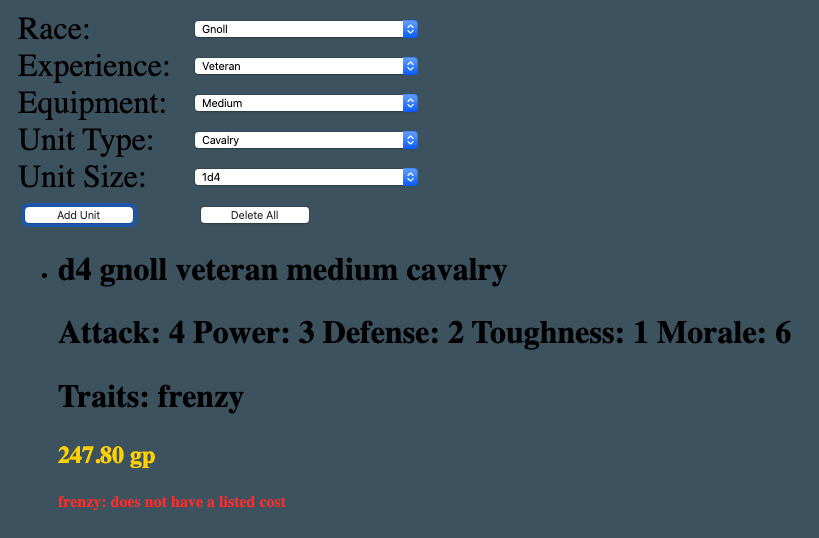 Race: Gnoll
Experience: Veteran
Equipment: Medium
Unit Type: Cavalry
Unit Size: 1d4
Add Unit Delete All
• d4 gnoll veteran medium cavalry
Attack: 4 Power: 3 Defense: 2 Toughness: 1 Morale: 6
Traits: frenzy
247.80 gp
frenzy: does not have a listed cost